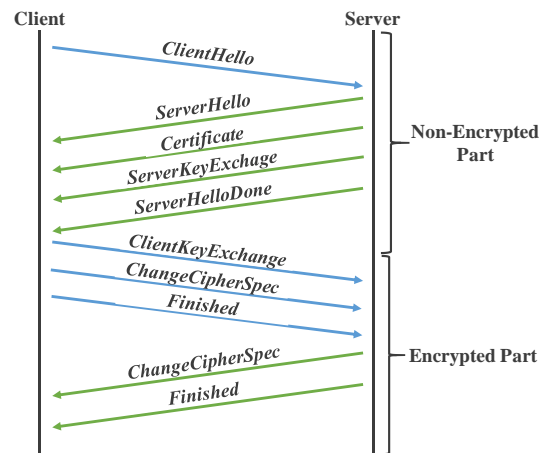 Client
Server
ClientHello
ServerHello
Certificate
ServerKeyExchage
ServerHelloDone
ClientKeyExchange
ChangeCipherSpec
Finished
ChangeCipherSpec
Finished
Non-Encrypted
Part
Encrypted Part